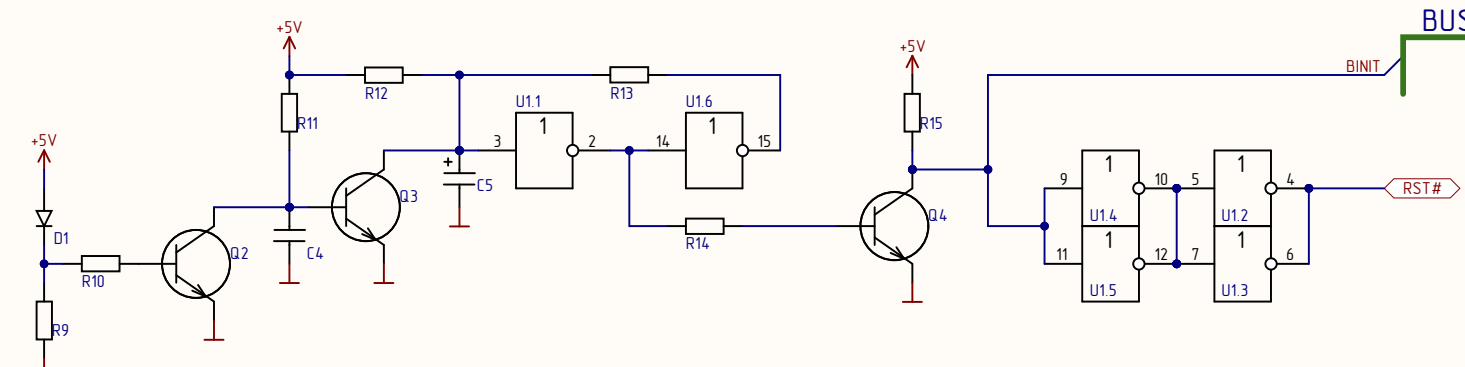 BUS
+5V
+5V
BINIT
R12
R13
U1.1
U1.6
R11
1
1
R15
+5V
3
2
14
15
1
1
+
C5
Q3
9
10
5
4
RST#
Q4
U1.4
U1.2
D1
R14
1
1
Q2
C4
11
12
7
6
R10
U1.5
U1.3
R9